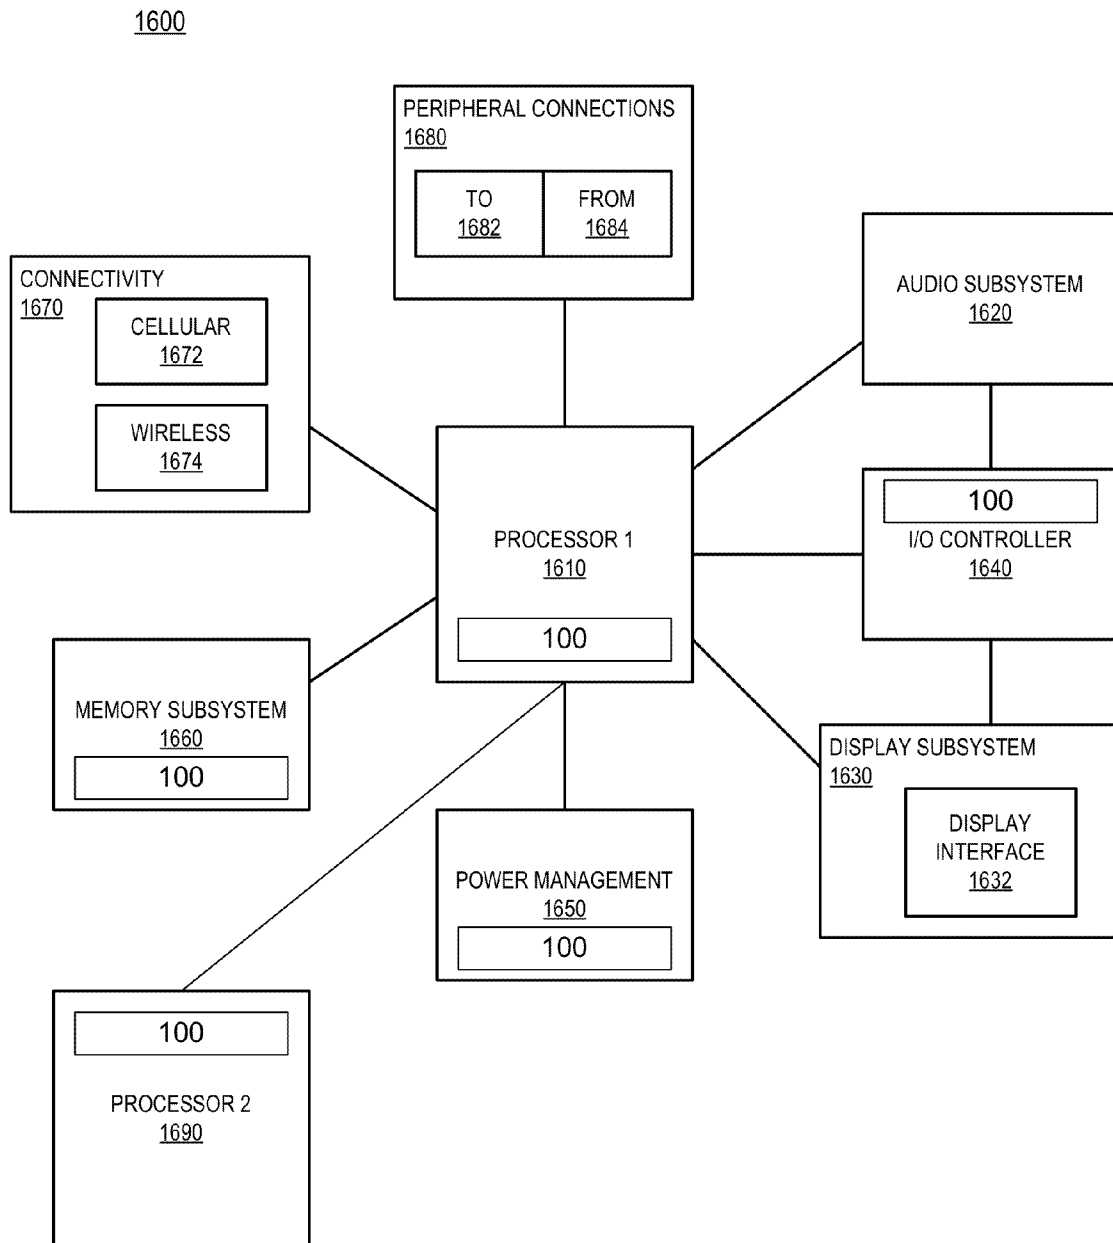 1600
PERIPHERAL CONNECTIONS
1680
TO
1682
FROM
1684
CONNECTIVITY
1670
CELLULAR
1672
WIRELESS
1674
AUDIO SUBSYSTEM
1620
PROCESSOR 1
1610
100
100
I/O CONTROLLER
1640
MEMORY SUBSYSTEM
1660
100
DISPLAY SUBSYSTEM
1630
DISPLAY
INTERFACE
1632
POWER MANAGEMENT
1650
100
100
PROCESSOR 2
1690